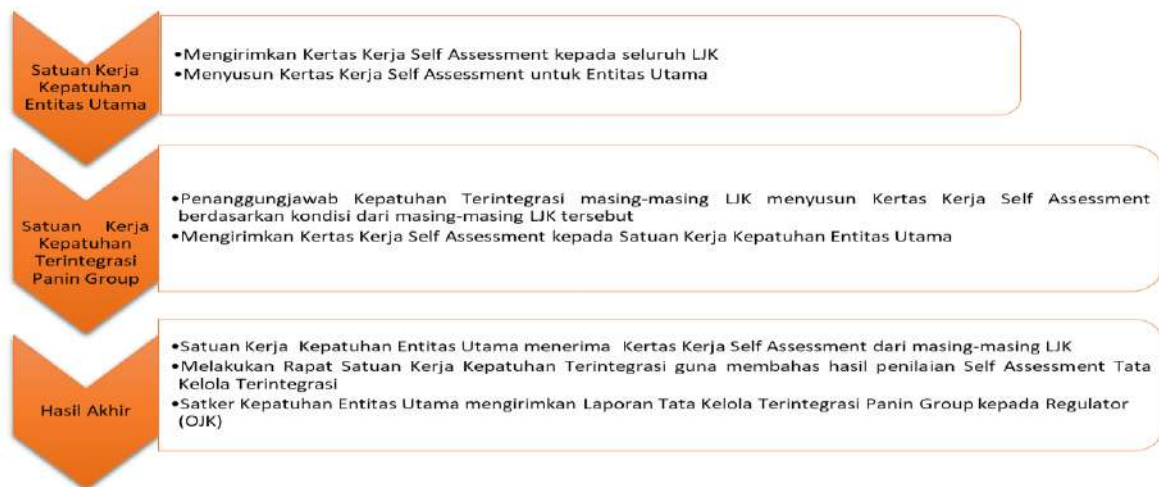 Satuan Kerja
Kepatuhan
Entitas Utama
•Mengirimkan Kertas Kerja Self Assessment kepada seluruh LJK
•Menyusun Kertas Kerja Self Assessment untuk Entitas Utama
Satuan Kerja
Kepatuhan
Terintegrasi
Panin Group
•Penanggungjawab Kepatuhan Terintegrasi masing-masing LJK menyusun Kertas Kerja Self Assessment
berdasarkan kondisi dari masing-masing LJK tersebut
•Mengirimkan Kertas Kerja Self Assessment kepada Satuan Kerja Kepatuhan Entitas Utama
Hasil Akhir
•Satuan Kerja Kepatuhan Entitas Utama menerima Kertas Kerja Self Assessment dari masing-masing LJK
•Melakukan Rapat Satuan Kerja Kepatuhan Terintegrasi guna membahas hasil penilaian Self Assessment Tata
Kelola Terintegrasi
•Satker Kepatuhan Entitas Utama mengirimkan Laporan Tata Kelola Terintegrasi Panin Group kepada Regulator
(OJK)